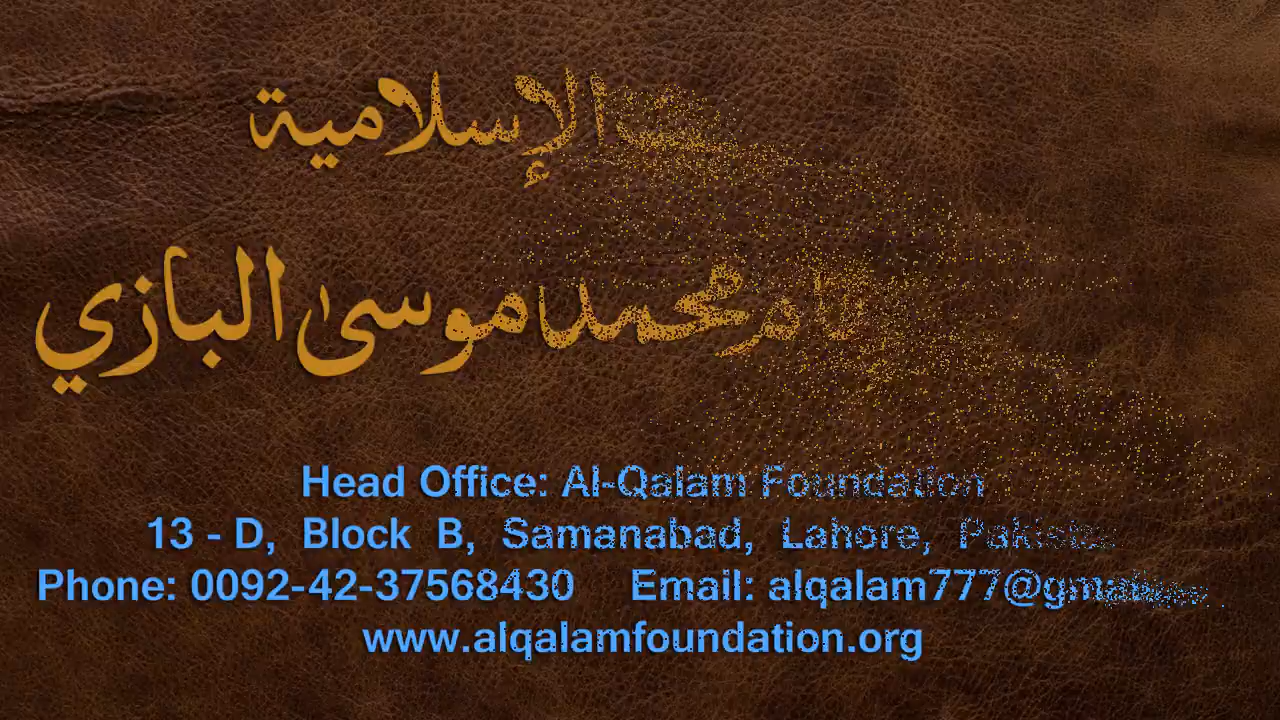 الإسلامية
محمد موسىٰ البازي
Head Office: Al-Qalam Foundation
13 - D, Block B, Samanabad, Lahore,
Phone: 0092-42-37568430 Email:
www.alqalamfoundation.org